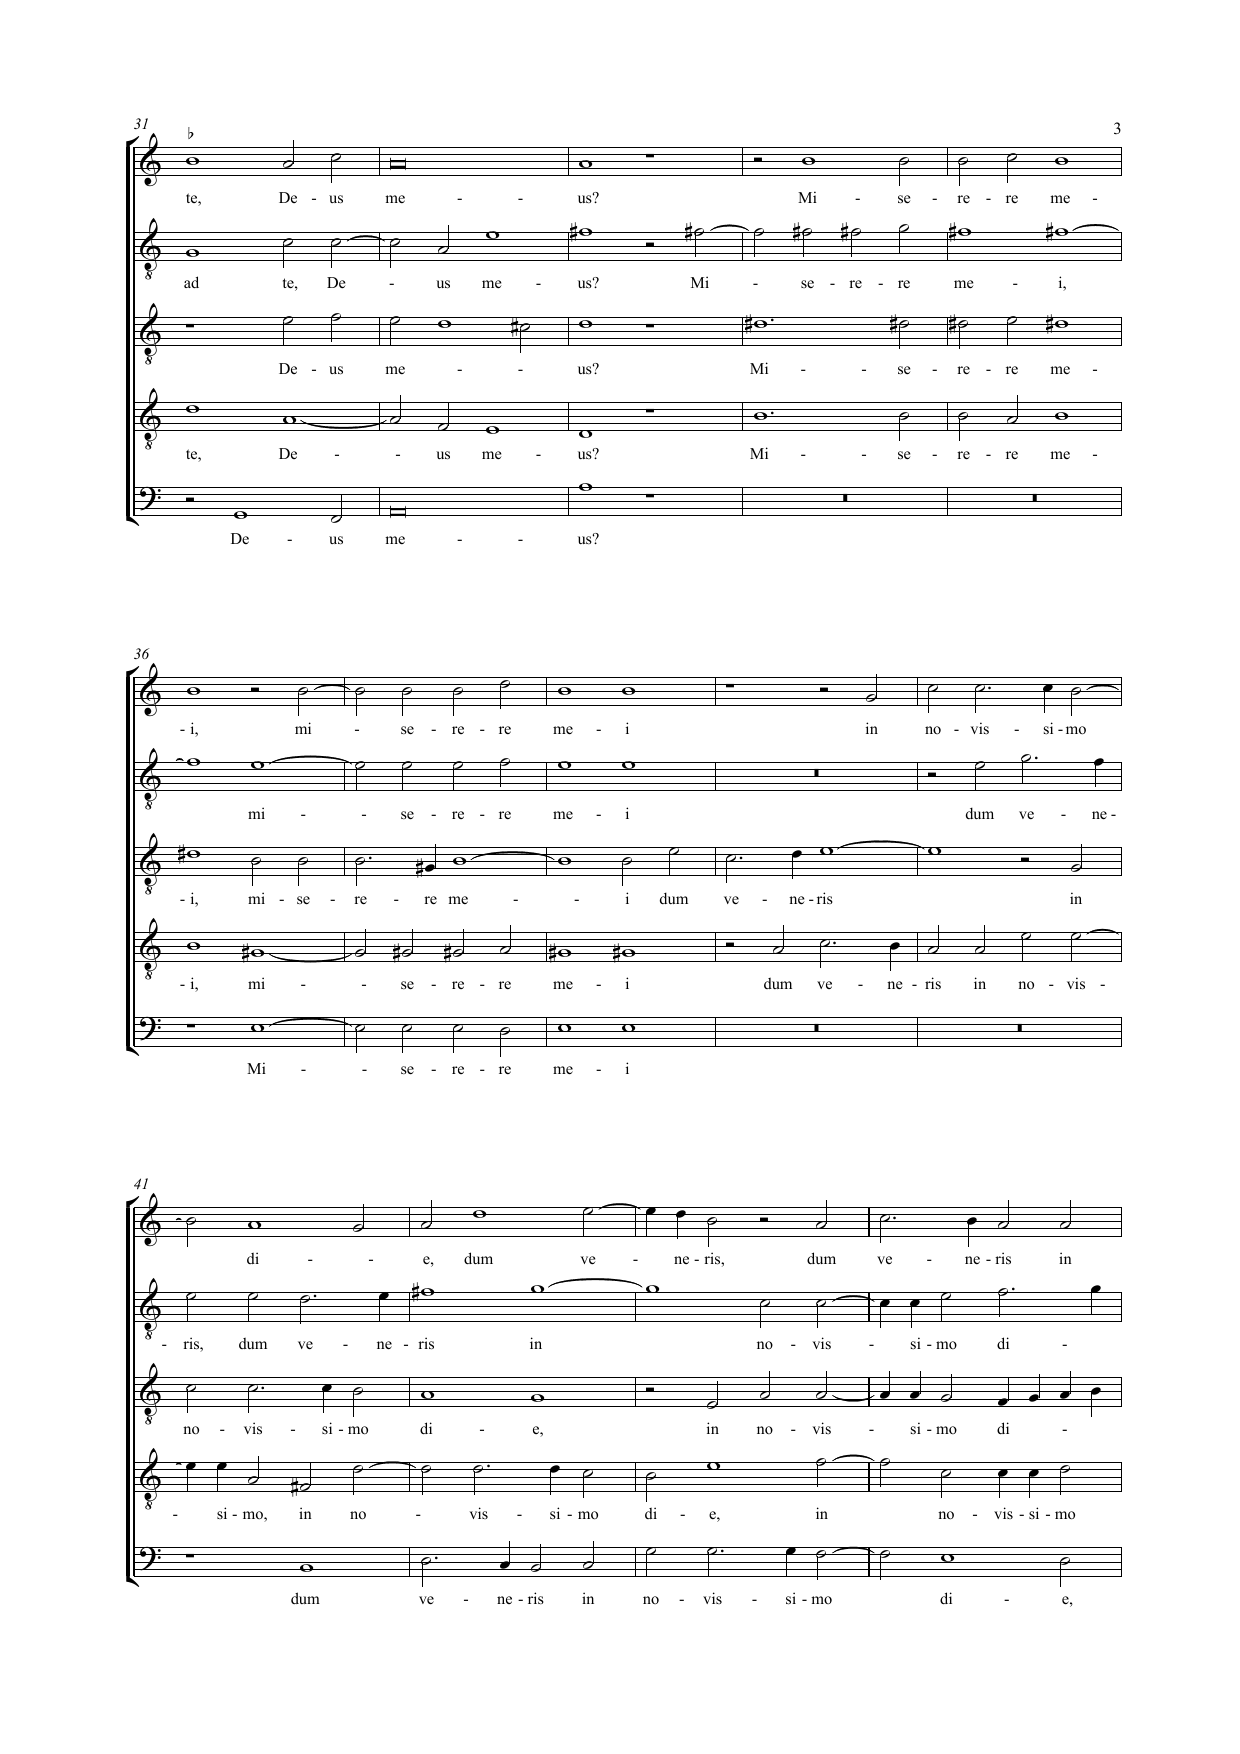 31
3
te, De - us me - - us? Mi - se - re - re me -
ad te, De - us me - us? Mi - se - re - re me - i,
De - us me - - us? Mi - - se - re - re me -
te, De - - us me - us? Mi - - se - re - re me -
De - us me - - us?
36
- i, mi - se - re - re me - i in no - vis - si - mo
mi - - se - re - re me - i dum ve - ne -
- i, mi - se - re - re me - - i dum ve - ne - ris in
- i, mi - - se - re - re me - i dum ve - ne - ris in no - vis -
Mi - - se - re - re me - i
41
di - - e, dum ve - ne - ris, dum ve - ne - ris in
- ris, dum ve - ne - ris in no - vis - si - mo di -
no - vis - si - mo di - e, in no - vis - si - mo di -
- si - mo, in no - vis - si - mo di - e, in no - vis - si - mo
dum ve - ne - ris in no - vis - si - mo di - e,